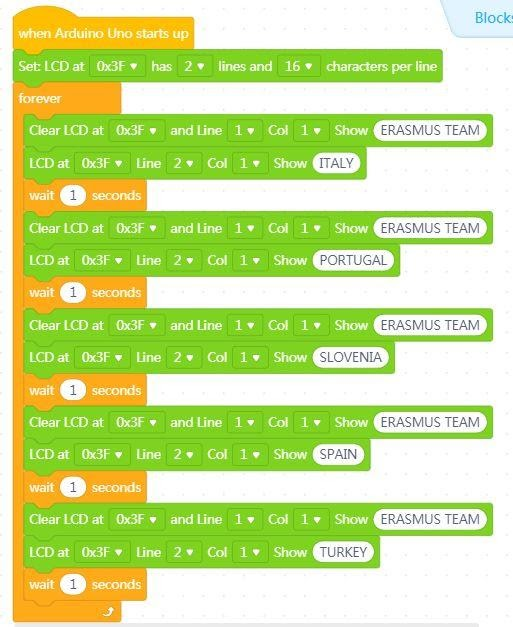 Blocks
when Arduino Uno starts up
Set: LCD at 0x3F has 2 lines and 16 characters per line
forever
Clear LCD at 0x3F and Line 1 Col 1 Show ERASMUS TEAM
LCD at 0x3F Line 2 Col 1 Show ITALY
wait 1 seconds
Clear LCD at 0x3F and Line 1 Col 1 Show ERASMUS TEAM
LCD at 0x3F Line 2 Col 1 Show PORTUGAL
wait 1 seconds
Clear LCD at 0x3F and Line 1 Col 1 Show ERASMUS TEAM
LCD at 0x3F Line 2 Col 1 Show SLOVENIA
wait 1 seconds
Clear LCD at 0x3F and Line 1 Col 1 Show ERASMUS TEAM
LCD at 0x3F Line 2 Col 1 Show SPAIN
wait 1 seconds
Clear LCD at 0x3F and Line 1 Col 1 Show ERASMUS TEAM
LCD at 0x3F Line 2 Col 1 Show TURKEY
wait 1 seconds